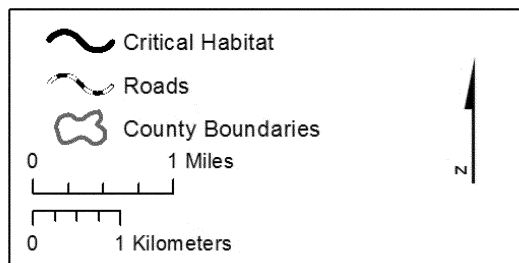 Critical Habitat
Roads
County Boundaries
0 1 Miles
0 1 Kilometers
N